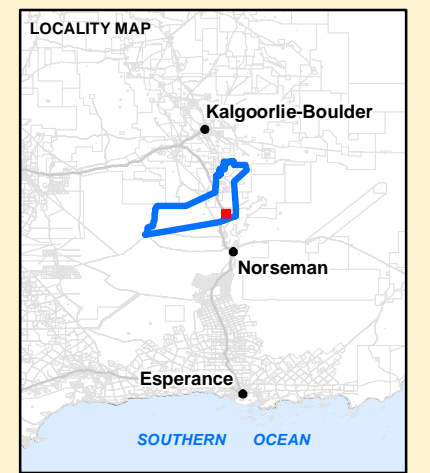 LOCALITY MAP
Kalgoorlie-Boulder
Norseman
Esperance
SOUTHERN OCEAN